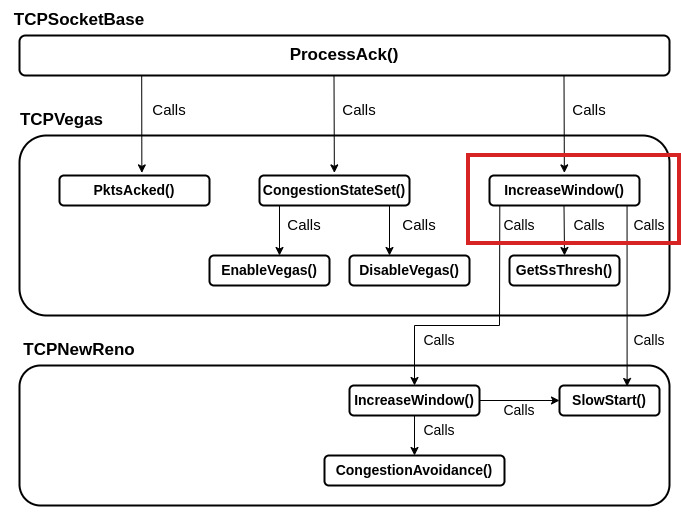 TCPSocketBase
ProcessAck()
Calls Calls Calls
TCPVegas
PktsAcked() CongestionStateSet() IncreaseWindow()
Calls Calls Calls Calls Calls
EnableVegas() DisableVegas() GetSsThresh()
Calls Calls
TCPNewReno
IncreaseWindow() SlowStart()
Calls
Calls
CongestionAvoidance()